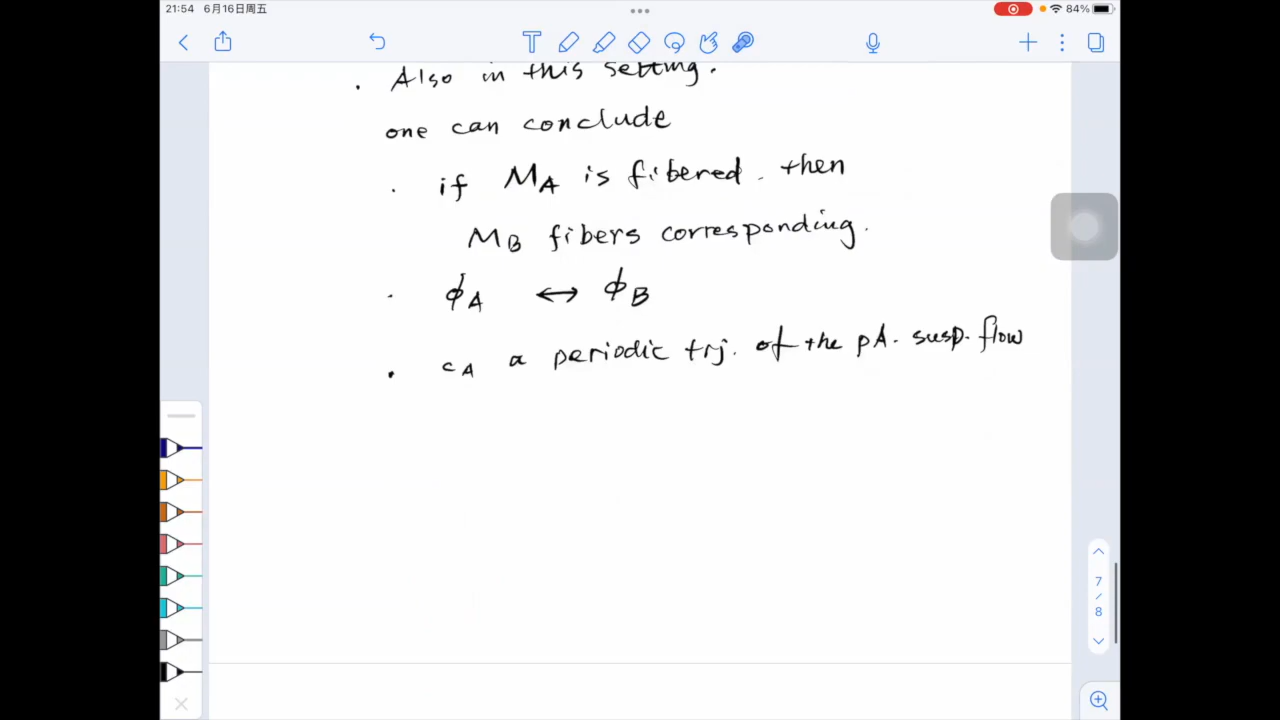 21:54 6月16日周五
84%
. Also in this setting.
one can conclude
. if M_A is fibered. then
M_B fibers corresponding.
. ϕ_A ↔ ϕ_B
. c_A a periodic trj. of the pA. susp. flow
7
/
8